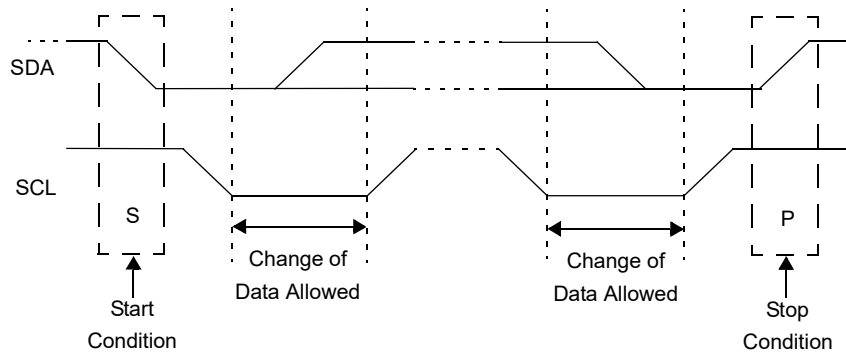 SDA
SCL
S
P
Change of
Data Allowed
Change of
Data Allowed
Start
Condition
Stop
Condition